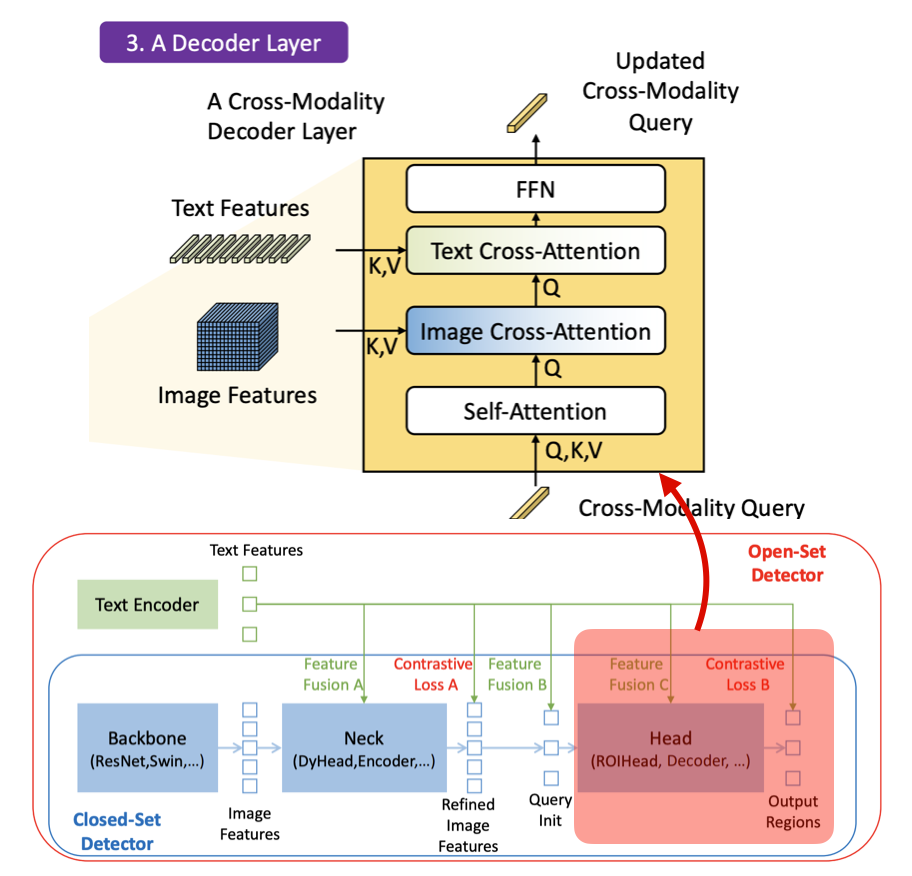 3. A Decoder Layer
A Cross-Modality
Decoder Layer
Updated
Cross-Modality
Query
FFN
Text Features
Text Cross-Attention
K,V
Q
Image Cross-Attention
K,V
Q
Image Features
Self-Attention
Q,K,V
Cross-Modality Query
Text Features
Open-Set
Detector
Text Encoder
Feature
Fusion A
Contrastive
Loss A
Feature
Fusion B
Feature
Fusion C
Contrastive
Loss B
Backbone
(ResNet,Swin,...)
Neck
(DyHead,Encoder,...)
Head
(ROIHead, Decoder, ...)
Image
Features
Refined
Image
Features
Query
Init
Output
Regions
Closed-Set
Detector